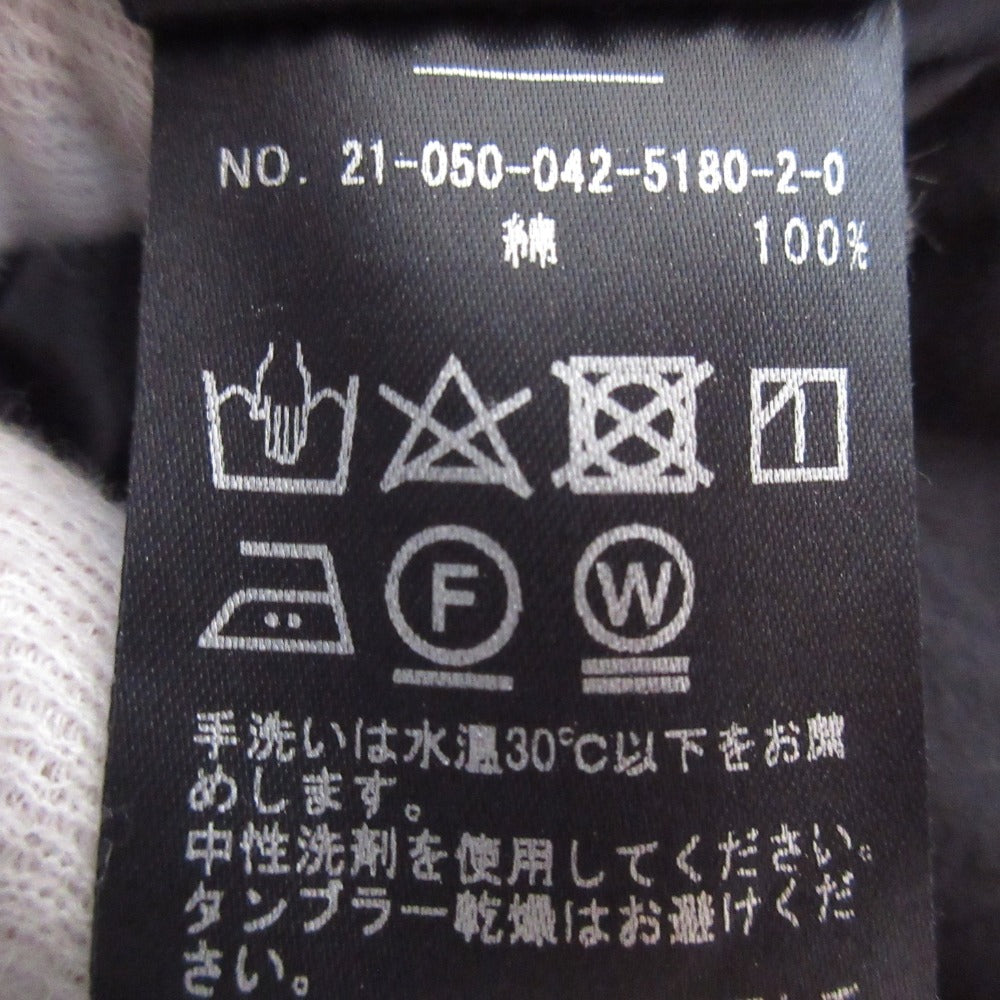 NO. 21-050-042-5180-2-0
綿 100%
F W
手洗いは水温30℃以下をお薦
めします。
中性洗剤を使用してください。
タンブラー乾燥はお避けくだ
さい。